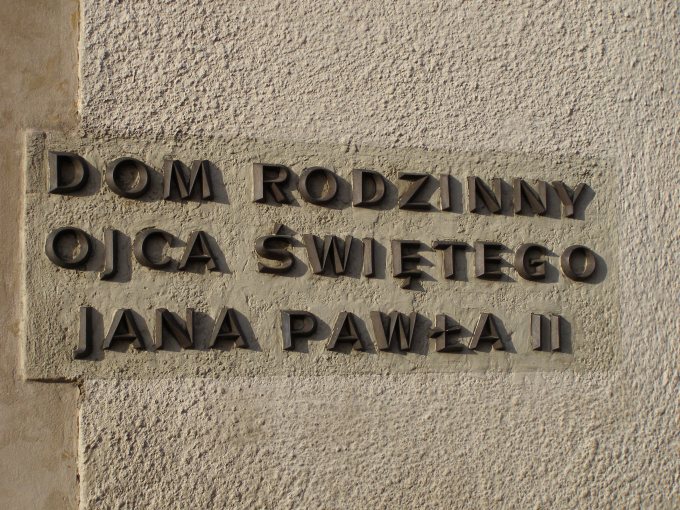 DOM RODZINNY
OJCA ŚWIĘTEGO
JANA PAWŁA II